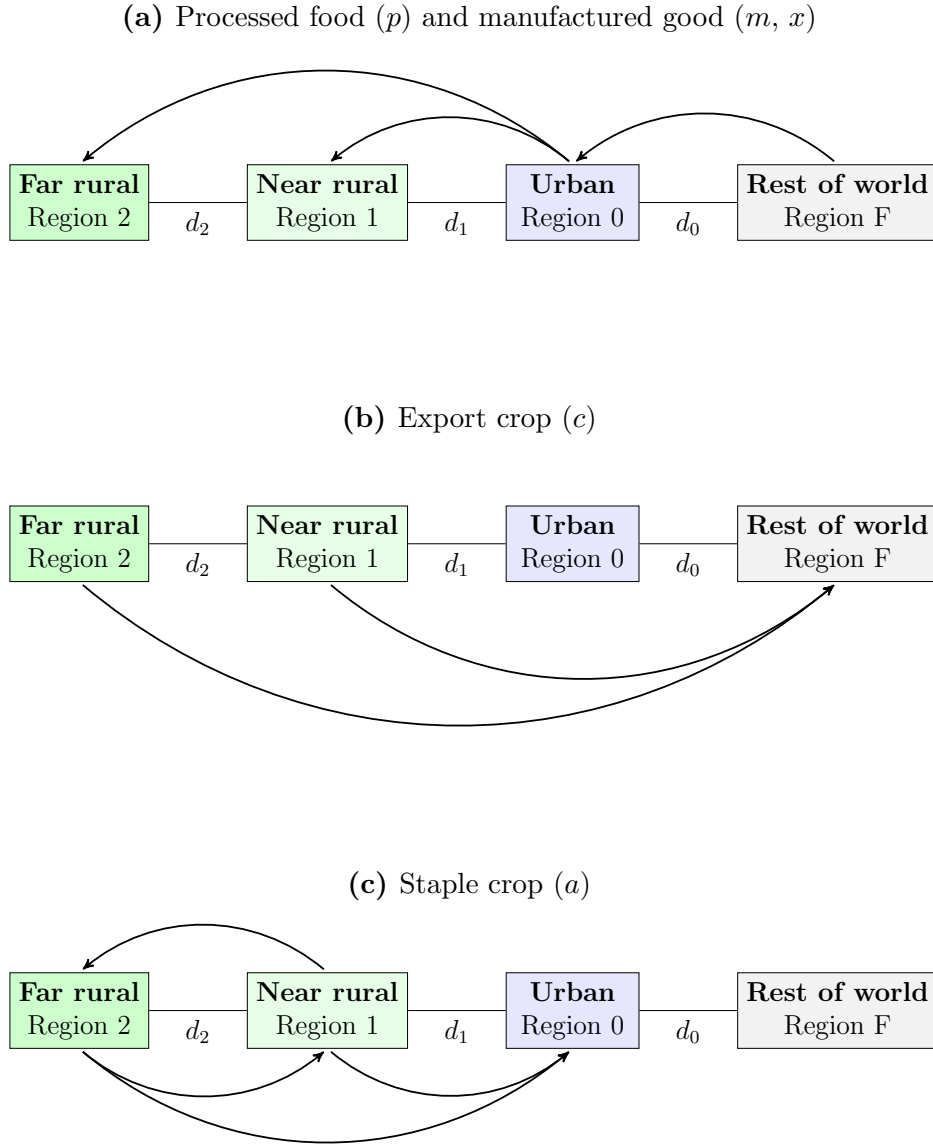 (a) Processed food (p) and manufactured good (m, x)
Far rural
Region 2
d₂
Near rural
Region 1
d₁
Urban
Region 0
d₀
Rest of world
Region F
(b) Export crop (c)
Far rural
Region 2
d₂
Near rural
Region 1
d₁
Urban
Region 0
d₀
Rest of world
Region F
(c) Staple crop (a)
Far rural
Region 2
d₂
Near rural
Region 1
d₁
Urban
Region 0
d₀
Rest of world
Region F